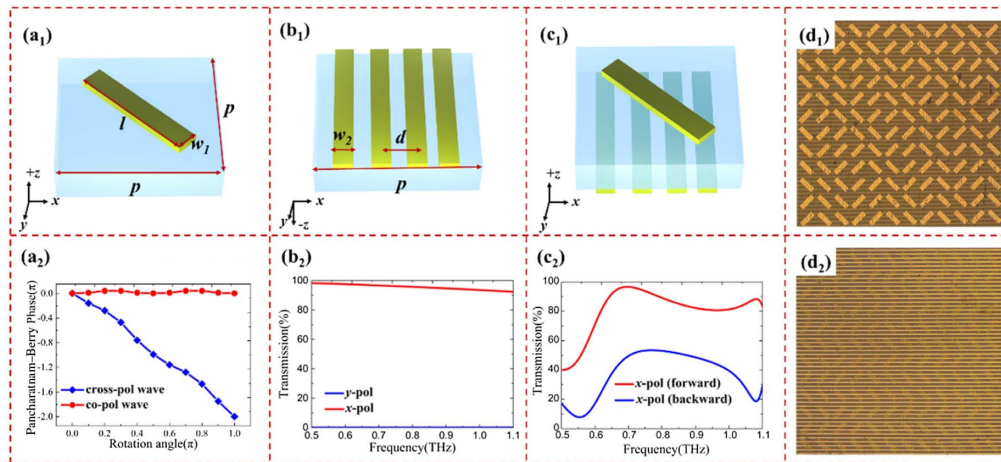 (a₁)
l
w₁
p
p
+z
x
y
(b₁)
w₂
d
p
y
x
-z
(c₁)
+z
x
y
(d₁)
(a₂)
Pancharatnam–Berry Phase(π)
0.0
-0.4
-0.8
-1.2
-1.6
-2.0
cross-pol wave
co-pol wave
0.0 0.2 0.4 0.6 0.8 1.0
Rotation angle(π)
(b₂)
Transmission(%)
100
80
60
40
20
0
y-pol
x-pol
0.5 0.6 0.7 0.8 0.9 1.0 1.1
Frequency(THz)
(c₂)
Transmission(%)
100
80
60
40
20
0
x-pol (forward)
x-pol (backward)
0.5 0.6 0.7 0.8 0.9 1.0 1.1
Frequency(THz)
(d₂)